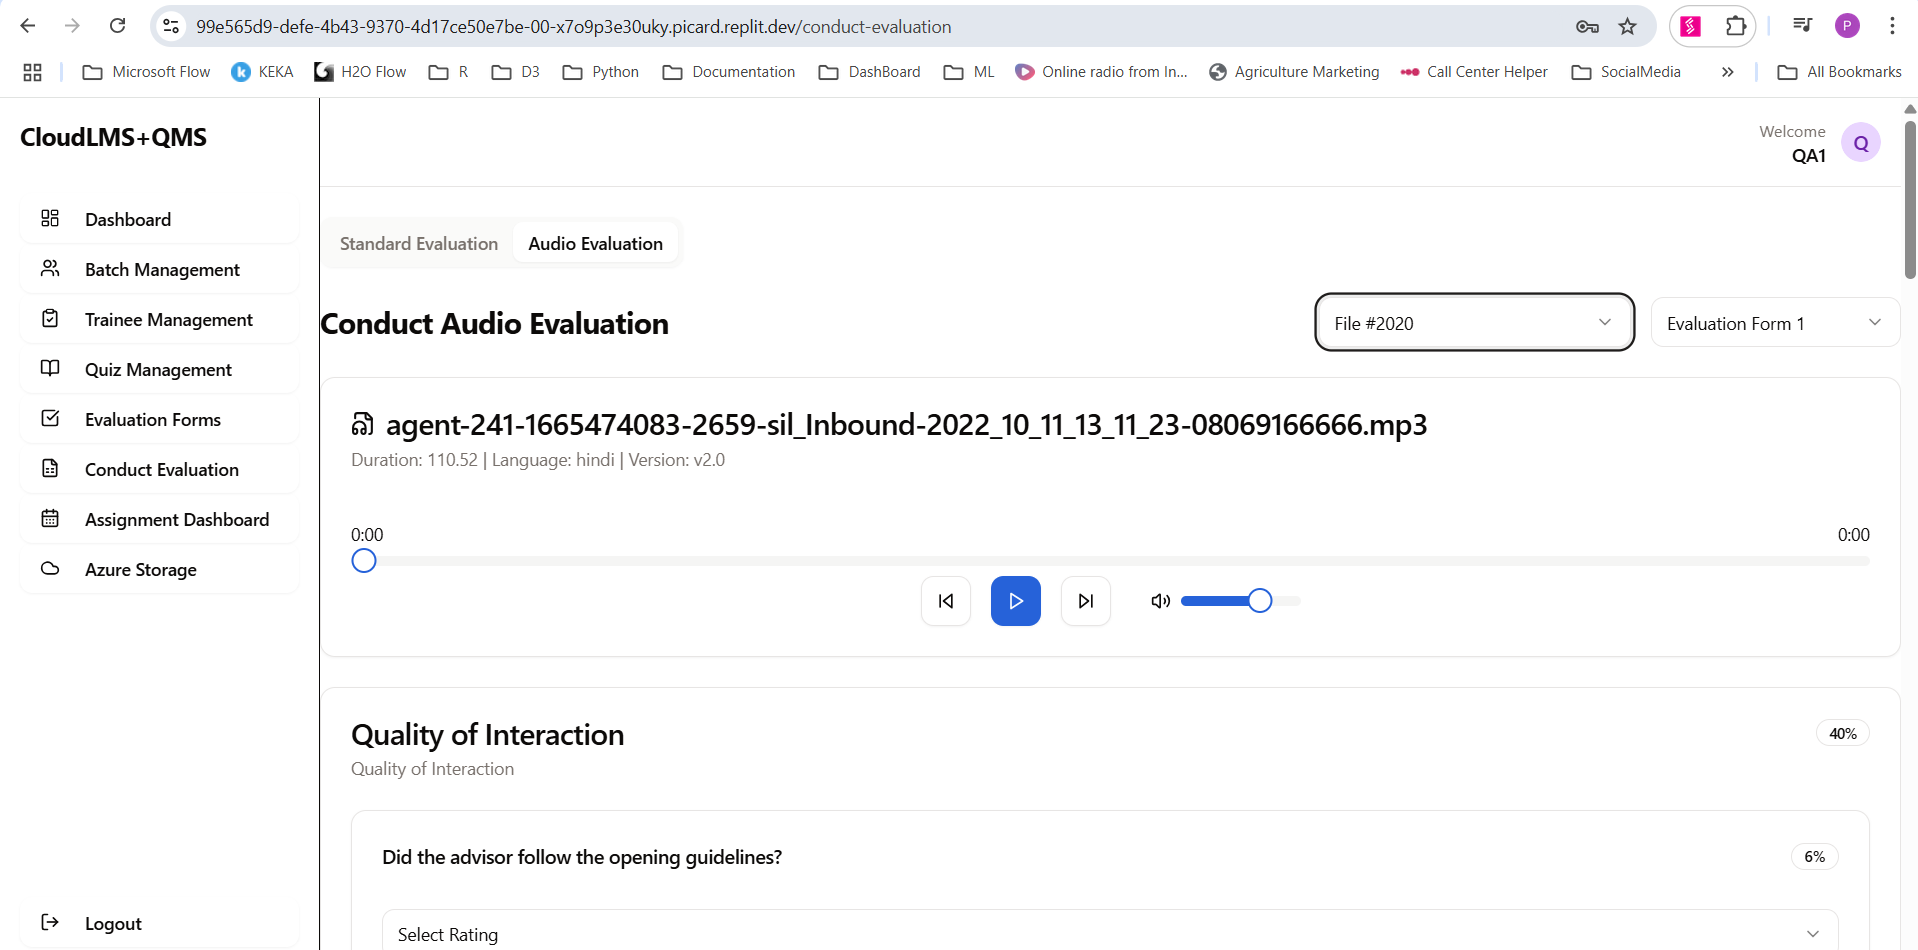 99e565d9-defe-4b43-9370-4d17ce50e7be-00-x7o9p3e30uky.picard.replit.dev/conduct-evaluation
P
Microsoft Flow
KEKA
H2O Flow
R
D3
Python
Documentation
DashBoard
ML
Online radio from In...
Agriculture Marketing
Call Center Helper
SocialMedia
All Bookmarks
CloudLMS+QMS
Welcome
QA1
Q
Dashboard
Batch Management
Trainee Management
Quiz Management
Evaluation Forms
Conduct Evaluation
Assignment Dashboard
Azure Storage
Logout
Standard Evaluation
Audio Evaluation
Conduct Audio Evaluation
File #2020
Evaluation Form 1
agent-241-1665474083-2659-sil_Inbound-2022_10_11_13_11_23-08069166666.mp3
Duration: 110.52 | Language: hindi | Version: v2.0
0:00
0:00
Quality of Interaction
40%
Quality of Interaction
Did the advisor follow the opening guidelines?
6%
Select Rating